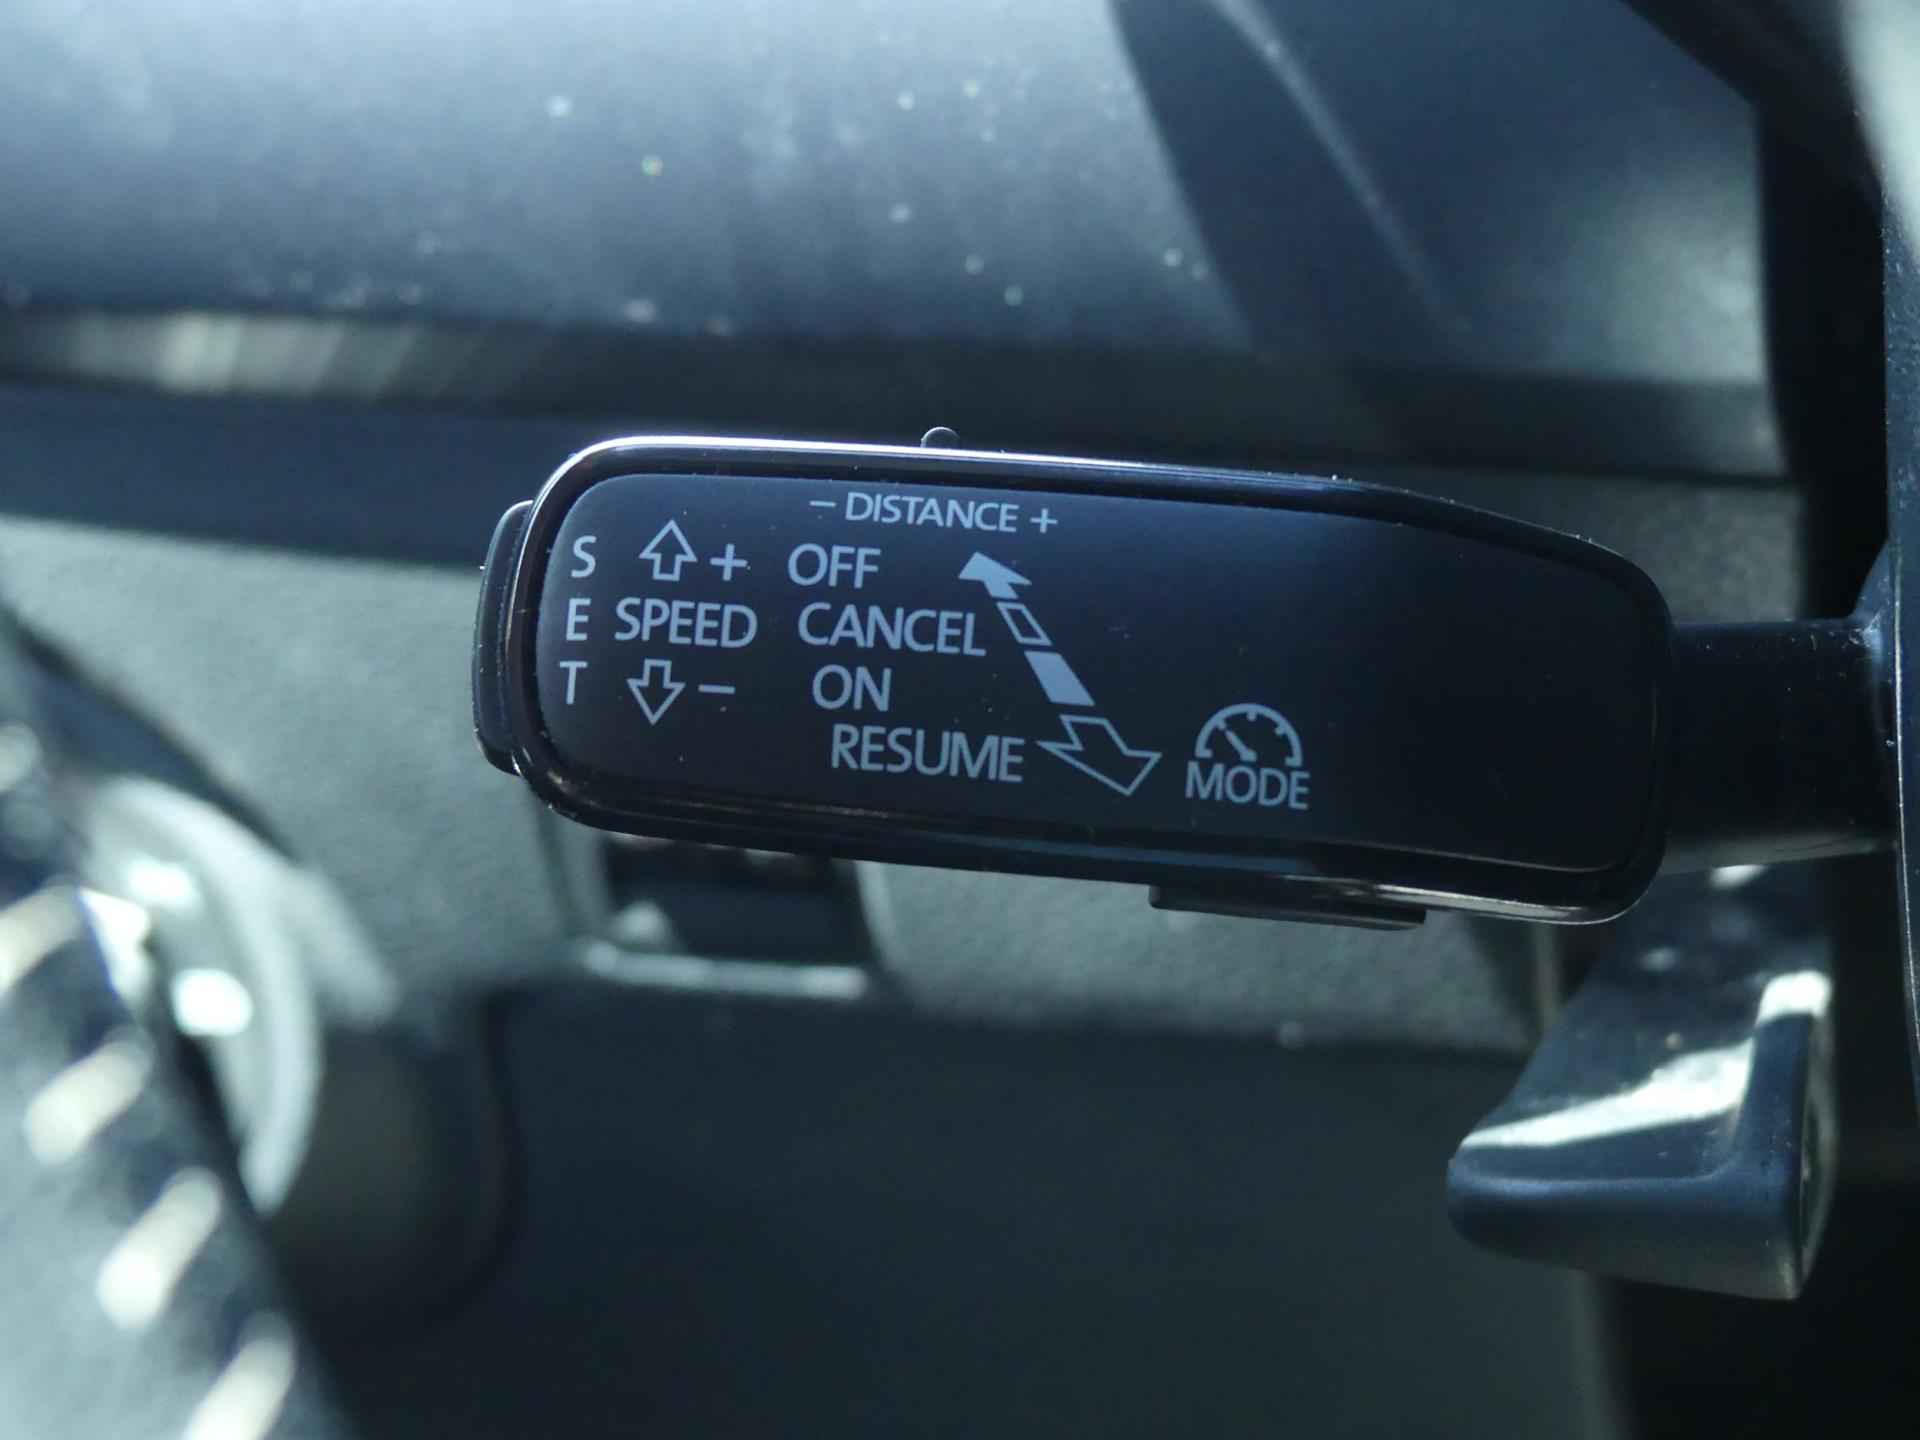 – DISTANCE +
S + OFF
E SPEED CANCEL
T – ON
RESUME
MODE